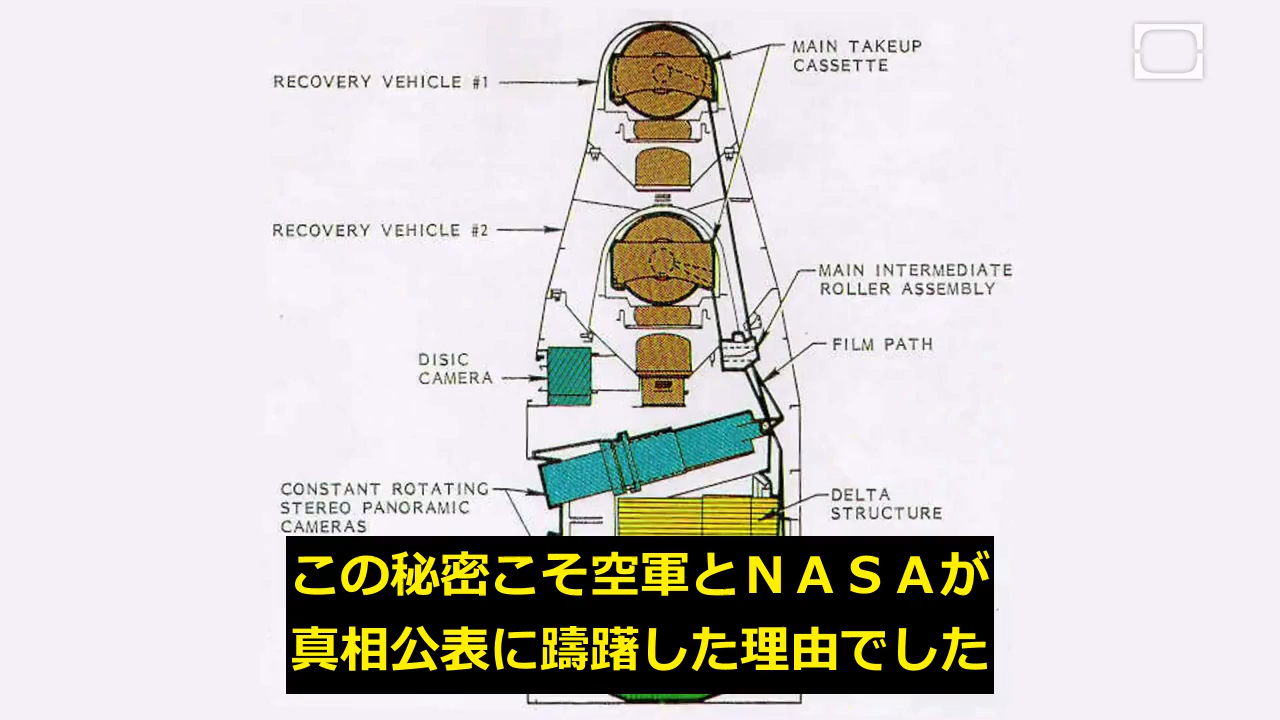 MAIN TAKEUP
CASSETTE
RECOVERY VEHICLE #1
RECOVERY VEHICLE #2
MAIN INTERMEDIATE
ROLLER ASSEMBLY
FILM PATH
DISIC
CAMERA
CONSTANT ROTATING
STEREO PANORAMIC
CAMERAS
DELTA
STRUCTURE
この秘密こそ空軍とＮＡＳＡが
真相公表に躊躇した理由でした